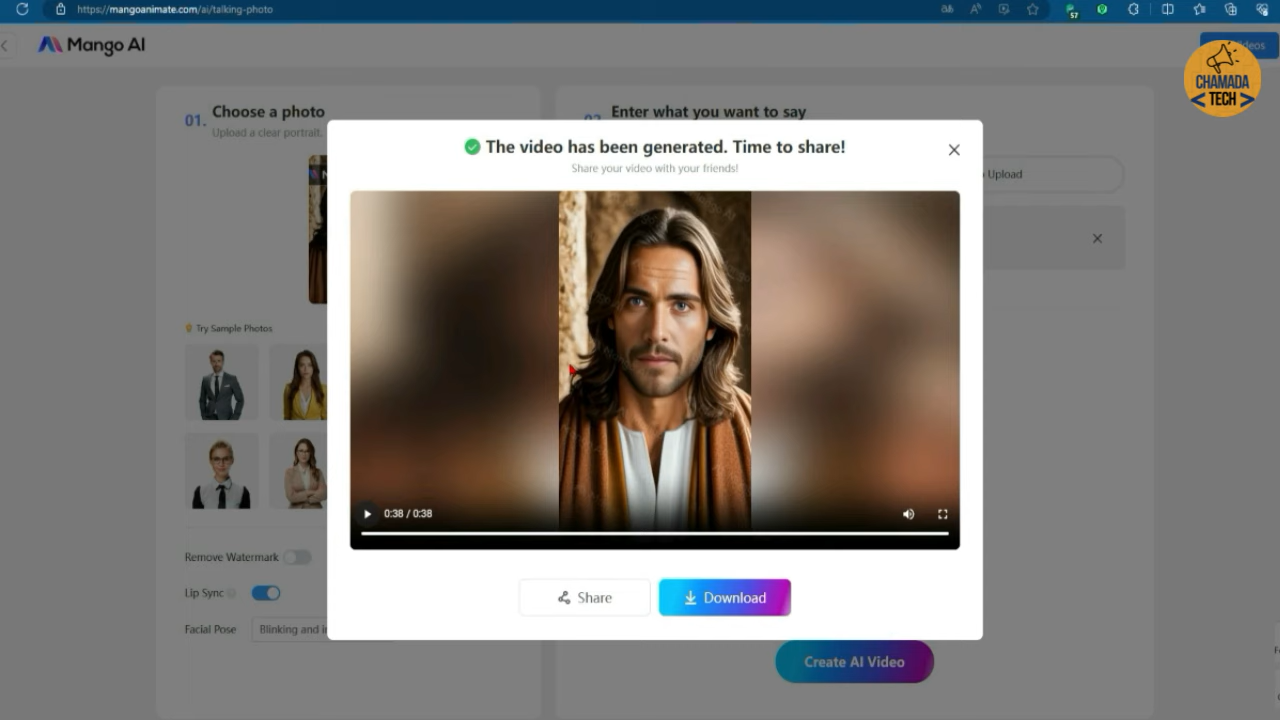 https://mangoanimate.com/ai/talking-photo
57
Mango AI
CHAMADA
<TECH>
01. Choose a photo
Upload a clear portrait.
Enter what you want to say
The video has been generated. Time to share!
Share your video with your friends!
Upload
Try Sample Photos
0:38 / 0:38
Remove Watermark
Lip Sync
Facial Pose
Blinking and
Share
Download
Create AI Video